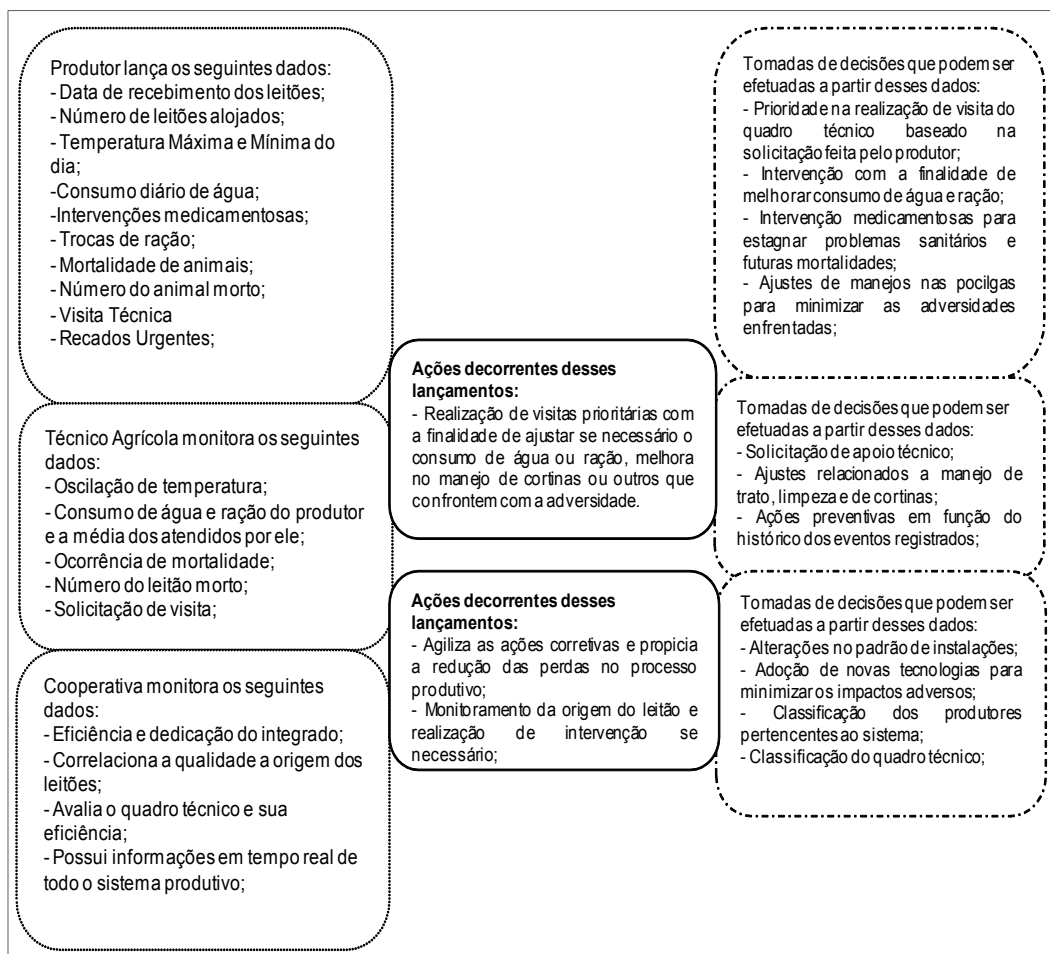 Produtor lança os seguintes dados:
- Data de recebimento dos leitões;
- Número de leitões alojados;
- Temperatura Máxima e Mínima do
dia;
-Consumo diário de água;
-Intervenções medicamentosas;
- Trocas de ração;
- Mortalidade de animais;
- Número do animal morto;
- Visita Técnica
- Recados Urgentes;
Técnico Agrícola monitora os seguintes
dados:
- Oscilação de temperatura;
- Consumo de água e ração do produtor
e a média dos atendidos por ele;
- Ocorrência de mortalidade;
- Número do leitão morto;
- Solicitação de visita;
Cooperativa monitora os seguintes
dados:
- Eficiência e dedicação do integrado;
- Correlaciona a qualidade a origem dos
leitões;
- Avalia o quadro técnico e sua
eficiência;
- Possui informações em tempo real de
todo o sistema produtivo;
Ações decorrentes desses
lançamentos:
- Realização de visitas prioritárias com
a finalidade de ajustar se necessário o
consumo de água ou ração, melhora
no manejo de cortinas ou outros que
confrontem com a adversidade.
Ações decorrentes desses
lançamentos:
- Agiliza as ações corretivas e propicia
a redução das perdas no processo
produtivo;
- Monitoramento da origem do leitão e
realização de intervenção se
necessário;
Tomadas de decisões que podem ser
efetuadas a partir desses dados:
- Prioridade na realização de visita do
quadro técnico baseado na
solicitação feita pelo produtor;
- Intervenção com a finalidade de
melhorar consumo de água e ração;
- Intervenção medicamentosas para
estagnar problemas sanitários e
futuras mortalidades;
- Ajustes de manejos nas pocilgas
para minimizar as adversidades
enfrentadas;
Tomadas de decisões que podem ser
efetuadas a partir desses dados:
- Solicitação de apoio técnico;
- Ajustes relacionados a manejo de
trato, limpeza e de cortinas;
- Ações preventivas em função do
histórico dos eventos registrados;
Tomadas de decisões que podem ser
efetuadas a partir desses dados:
- Alterações no padrão de instalações;
- Adoção de novas tecnologias para
minimizar os impactos adversos;
- Classificação dos produtores
pertencentes ao sistema;
- Classificação do quadro técnico;